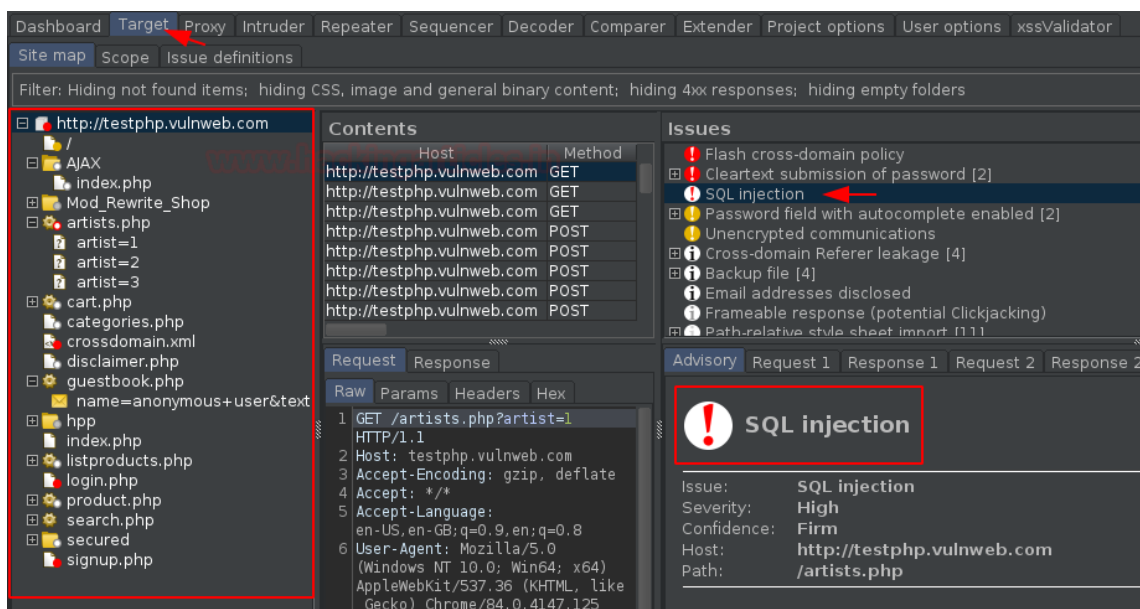 Dashboard Target Proxy Intruder Repeater Sequencer Decoder Comparer Extender Project options User options xssValidator
Site map Scope Issue definitions
Filter: Hiding not found items; hiding CSS, image and general binary content; hiding 4xx responses; hiding empty folders
http://testphp.vulnweb.com
/
AJAX
index.php
Mod_Rewrite_Shop
artists.php
artist=1
artist=2
artist=3
cart.php
categories.php
crossdomain.xml
disclaimer.php
guestbook.php
name=anonymous+user&text
hpp
index.php
listproducts.php
login.php
product.php
search.php
secured
signup.php
Contents
Host Method
http://testphp.vulnweb.com GET
http://testphp.vulnweb.com GET
http://testphp.vulnweb.com GET
http://testphp.vulnweb.com POST
http://testphp.vulnweb.com POST
http://testphp.vulnweb.com POST
http://testphp.vulnweb.com POST
http://testphp.vulnweb.com POST
Request Response
Raw Params Headers Hex
1 GET /artists.php?artist=1
HTTP/1.1
2 Host: testphp.vulnweb.com
3 Accept-Encoding: gzip, deflate
4 Accept: */*
5 Accept-Language:
en-US,en-GB;q=0.9,en;q=0.8
6 User-Agent: Mozilla/5.0
(Windows NT 10.0; Win64; x64)
AppleWebKit/537.36 (KHTML, like
Gecko) Chrome/84.0.4147.125
Issues
Flash cross-domain policy
Cleartext submission of password [2]
SQL injection
Password field with autocomplete enabled [2]
Unencrypted communications
Cross-domain Referer leakage [4]
Backup file [4]
Email addresses disclosed
Frameable response (potential Clickjacking)
Path-relative style sheet import [11]
Advisory Request 1 Response 1 Request 2 Response 2
SQL injection
Issue: SQL injection
Severity: High
Confidence: Firm
Host: http://testphp.vulnweb.com
Path: /artists.php